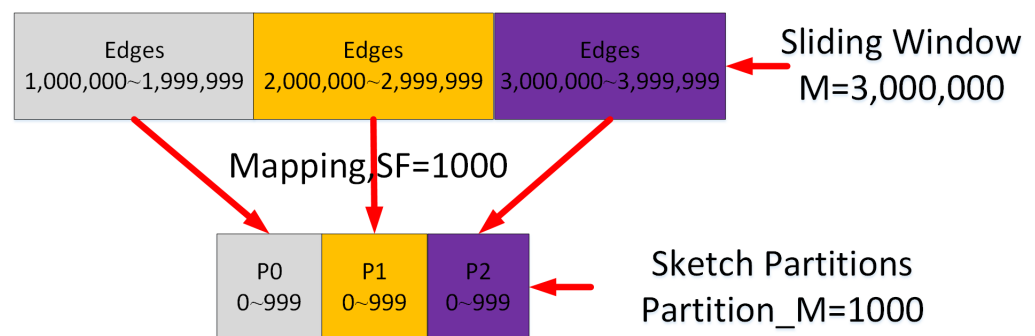 Edges
1,000,000~1,999,999
Edges
2,000,000~2,999,999
Edges
3,000,000~3,999,999
Sliding Window
M=3,000,000
Mapping,SF=1000
P0
0~999
P1
0~999
P2
0~999
Sketch Partitions
Partition_M=1000